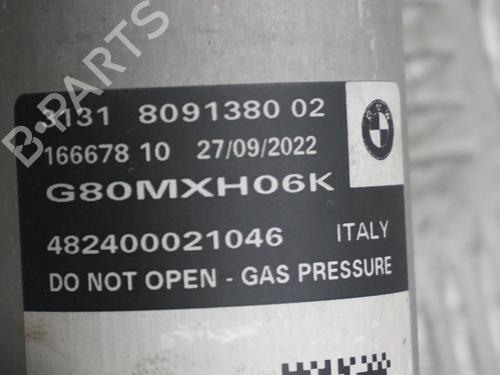 B-PARTS
3131 8091380 02
166678 10 27/09/2022
G80MXH06K
482400021046 ITALY
DO NOT OPEN - GAS PRESSURE